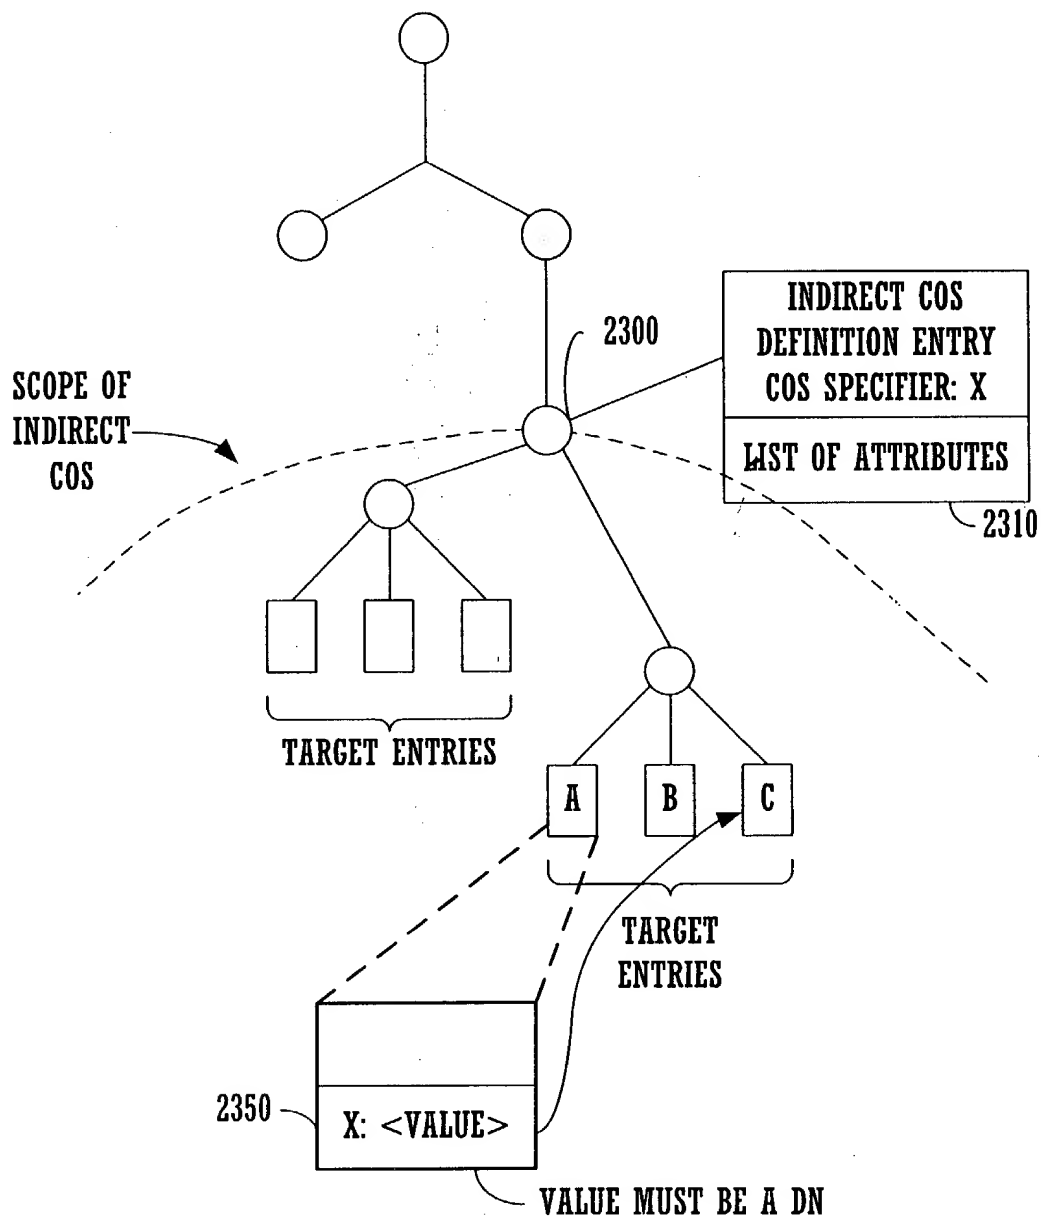 INDIRECT COS
DEFINITION ENTRY
COS SPECIFIER: X
LIST OF ATTRIBUTES
2300
2310
SCOPE OF
INDIRECT
COS
TARGET ENTRIES
A
B
C
TARGET
ENTRIES
2350
X: <VALUE>
VALUE MUST BE A DN